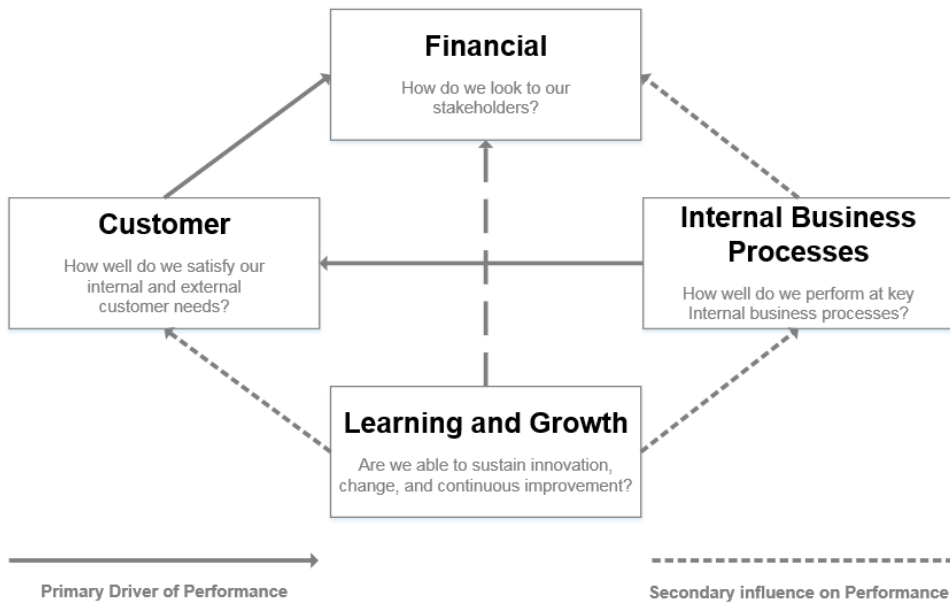 Financial
How do we look to our
stakeholders?
Customer
How well do we satisfy our
internal and external
customer needs?
Internal Business
Processes
How well do we perform at key
Internal business processes?
Learning and Growth
Are we able to sustain innovation,
change, and continuous improvement?
Primary Driver of Performance
Secondary influence on Performance